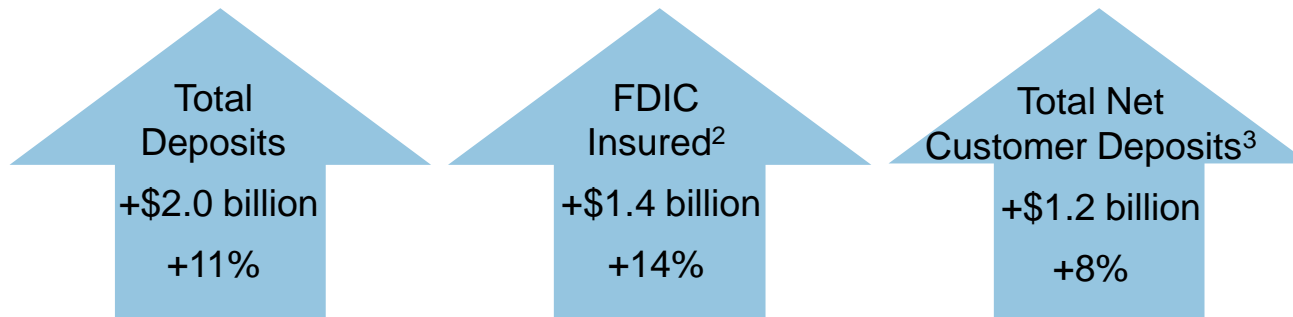 Total
Deposits
+$2.0 billion
+11%
FDIC
Insured²
+$1.4 billion
+14%
Total Net
Customer Deposits³
+$1.2 billion
+8%